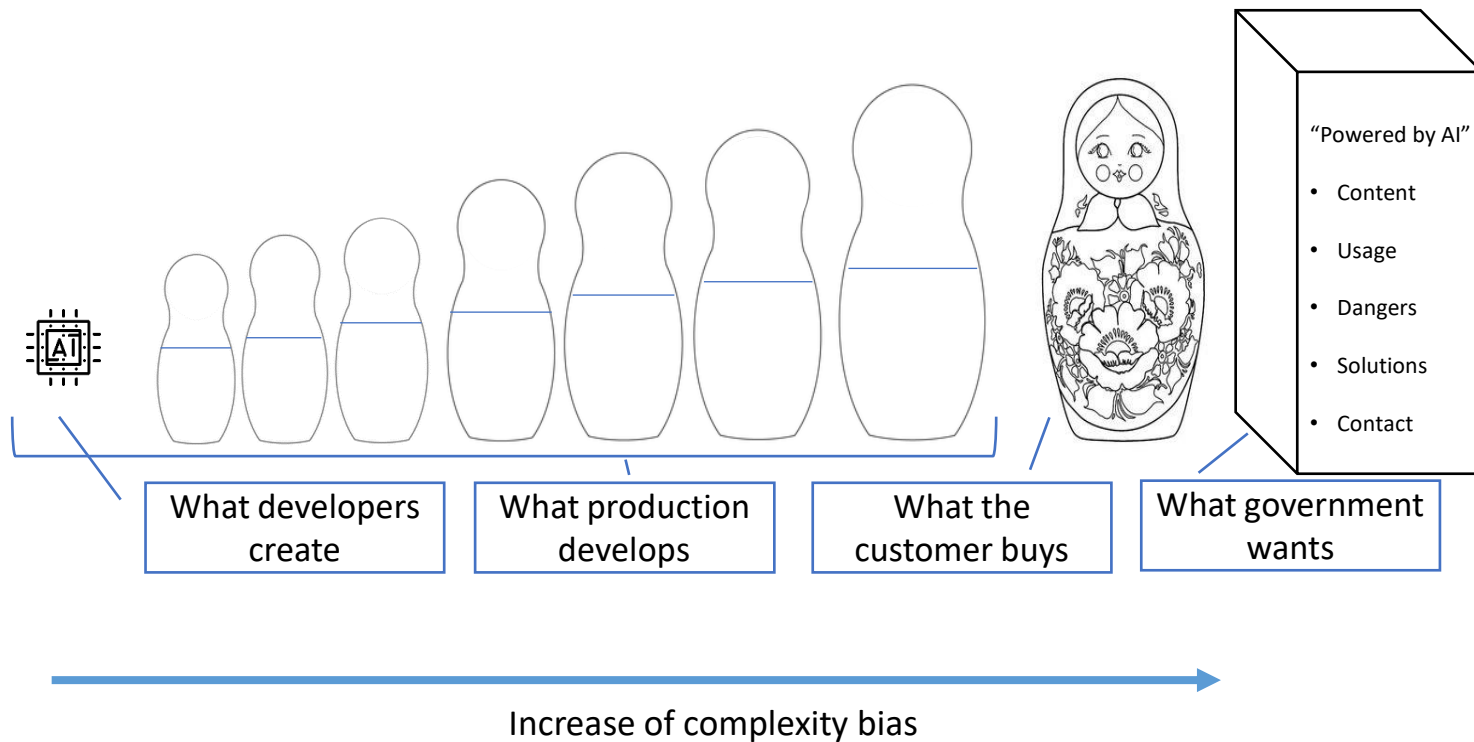 AI
“Powered by AI”
• Content
• Usage
• Dangers
• Solutions
• Contact
What developers
create
What production
develops
What the
customer buys
What government
wants
Increase of complexity bias